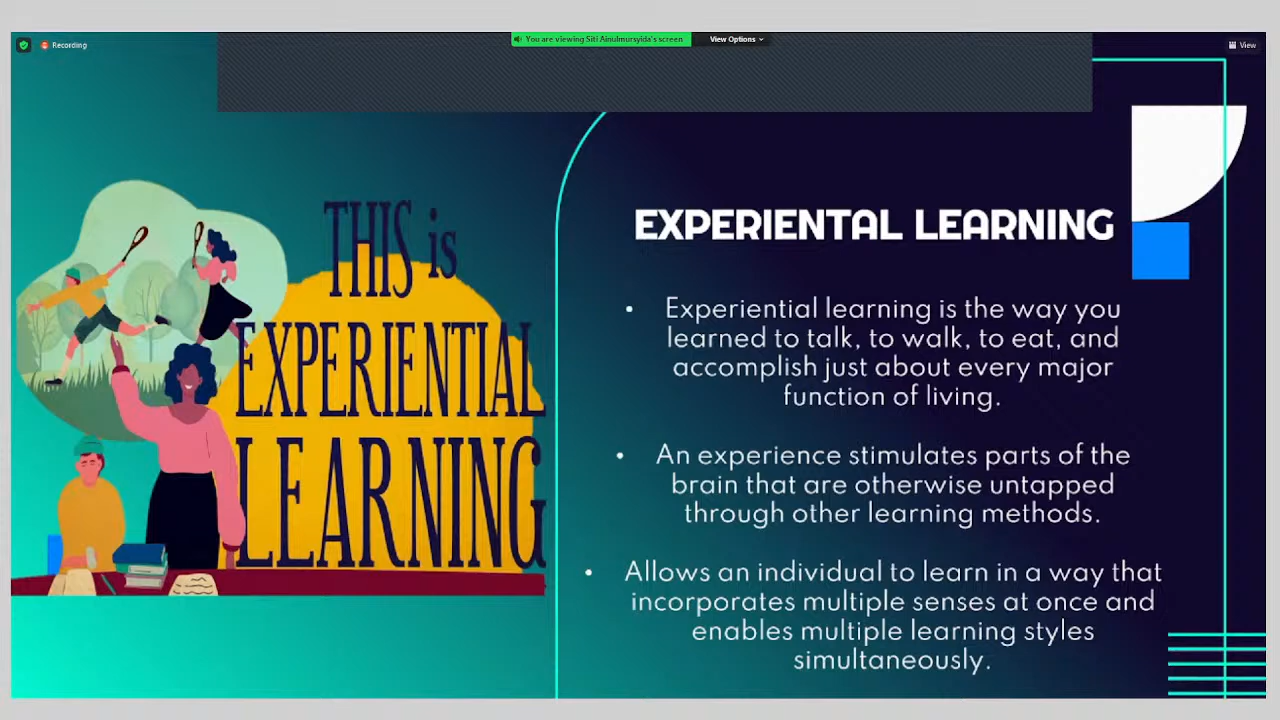 Recording
You are viewing Siti Ainulmursyida's screen
View Options
View
THIS is
EXPERIENTIAL
LEARNING
EXPERIENTAL LEARNING
• Experiential learning is the way you
learned to talk, to walk, to eat, and
accomplish just about every major
function of living.
• An experience stimulates parts of the
brain that are otherwise untapped
through other learning methods.
• Allows an individual to learn in a way that
incorporates multiple senses at once and
enables multiple learning styles
simultaneously.